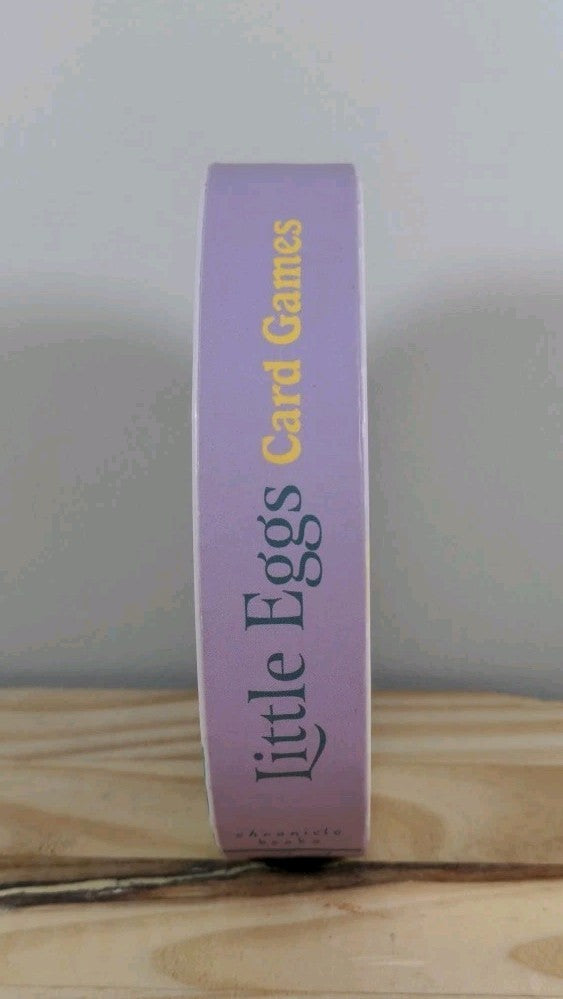 Little Eggs Card Games
chronicle
books